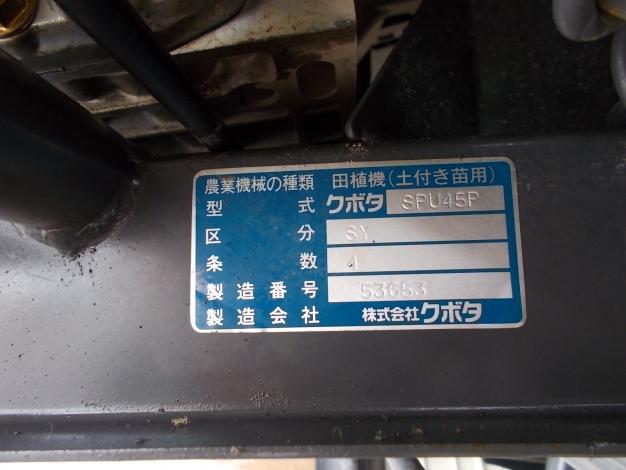 農業機械の種類 田植機(土付き苗用)
型式 クボタ SPU45P
区分 SY
条数 4
製造番号 53653
製造会社 株式会社クボタ